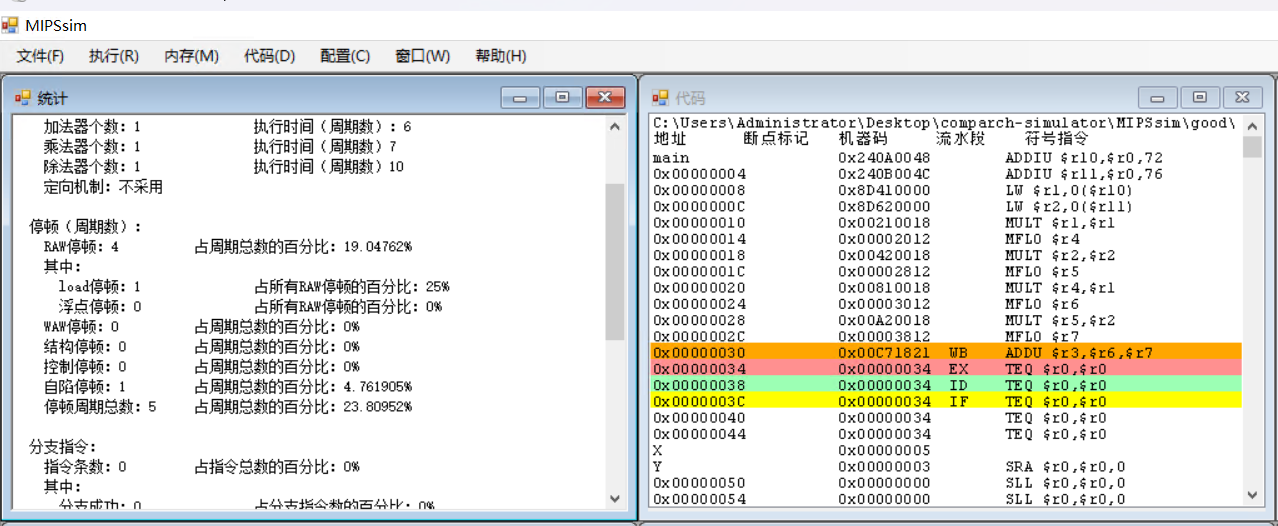 MIPSsim
文件(F) 执行(R) 内存(M) 代码(D) 配置(C) 窗口(W) 帮助(H)
统计
加法器个数：1 执行时间（周期数）：6
乘法器个数：1 执行时间（周期数）7
除法器个数：1 执行时间（周期数）10
定向机制：不采用
停顿（周期数）：
RAW停顿：4 占周期总数的百分比：19.04762%
其中：
load停顿：1 占所有RAW停顿的百分比：25%
浮点停顿：0 占所有RAW停顿的百分比：0%
WAW停顿：0 占周期总数的百分比：0%
结构停顿：0 占周期总数的百分比：0%
控制停顿：0 占周期总数的百分比：0%
自陷停顿：1 占周期总数的百分比：4.761905%
停顿周期总数：5 占周期总数的百分比：23.80952%
分支指令：
指令条数：0 占指令总数的百分比：0%
其中：
分支成功：0 占分支指令数的百分比：0%
代码
C:\Users\Administrator\Desktop\comparch-simulator\MIPSsim\good\
地址 断点标记 机器码 流水段 符号指令
main 0x240A0048 ADDIU $r10,$r0,72
0x00000004 0x240B004C ADDIU $r11,$r0,76
0x00000008 0x8D410000 LW $r1,0($r10)
0x0000000C 0x8D620000 LW $r2,0($r11)
0x00000010 0x00210018 MULT $r1,$r1
0x00000014 0x00002012 MFLO $r4
0x00000018 0x00420018 MULT $r2,$r2
0x0000001C 0x00002812 MFLO $r5
0x00000020 0x00810018 MULT $r4,$r1
0x00000024 0x00003012 MFLO $r6
0x00000028 0x00A20018 MULT $r5,$r2
0x0000002C 0x00003812 MFLO $r7
0x00000030 0x00C71821 WB ADDU $r3,$r6,$r7
0x00000034 0x00000034 EX TEQ $r0,$r0
0x00000038 0x00000034 ID TEQ $r0,$r0
0x0000003C 0x00000034 IF TEQ $r0,$r0
0x00000040 0x00000034 TEQ $r0,$r0
0x00000044 0x00000034 TEQ $r0,$r0
X 0x00000005
Y 0x00000003 SRA $r0,$r0,0
0x00000050 0x00000000 SLL $r0,$r0,0
0x00000054 0x00000000 SLL $r0,$r0,0